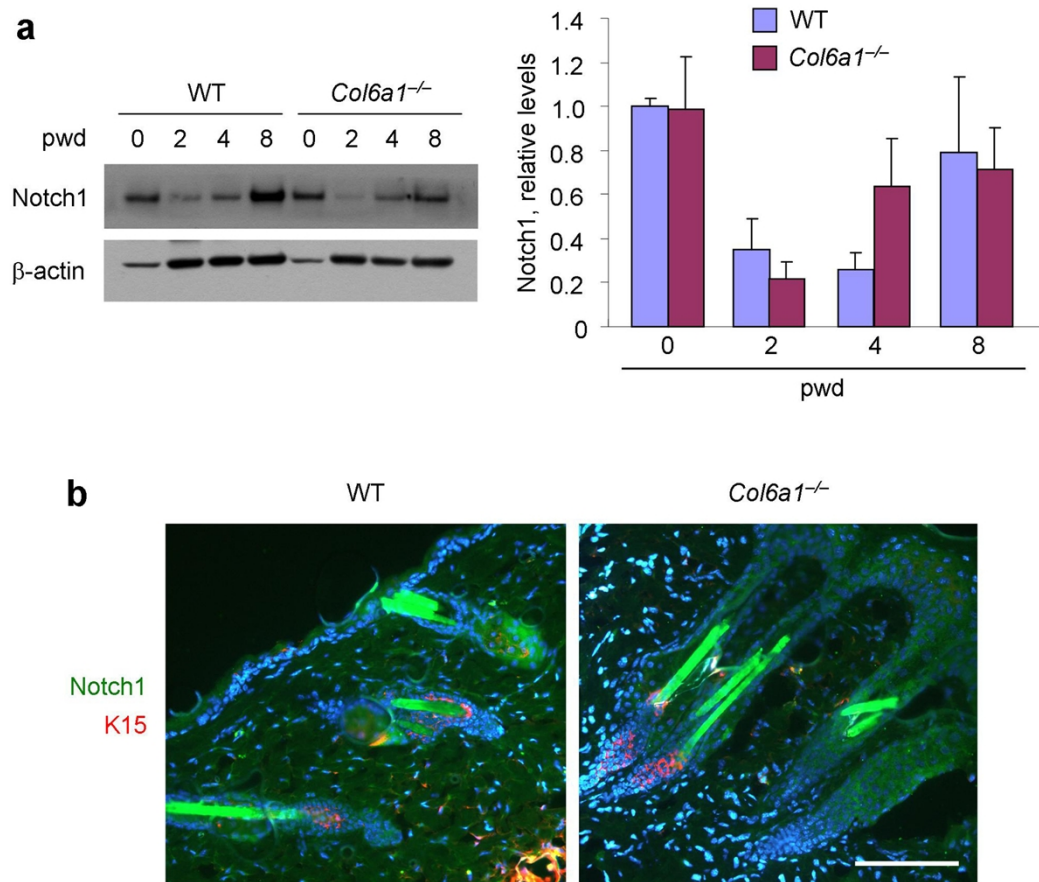 a
WT Col6a1–/–
pwd 0 2 4 8 0 2 4 8
Notch1
β-actin
WT
Col6a1–/–
Notch1, relative levels
1.4
1.2
1.0
0.8
0.6
0.4
0.2
0
0 2 4 8
pwd
b
WT Col6a1–/–
Notch1
K15